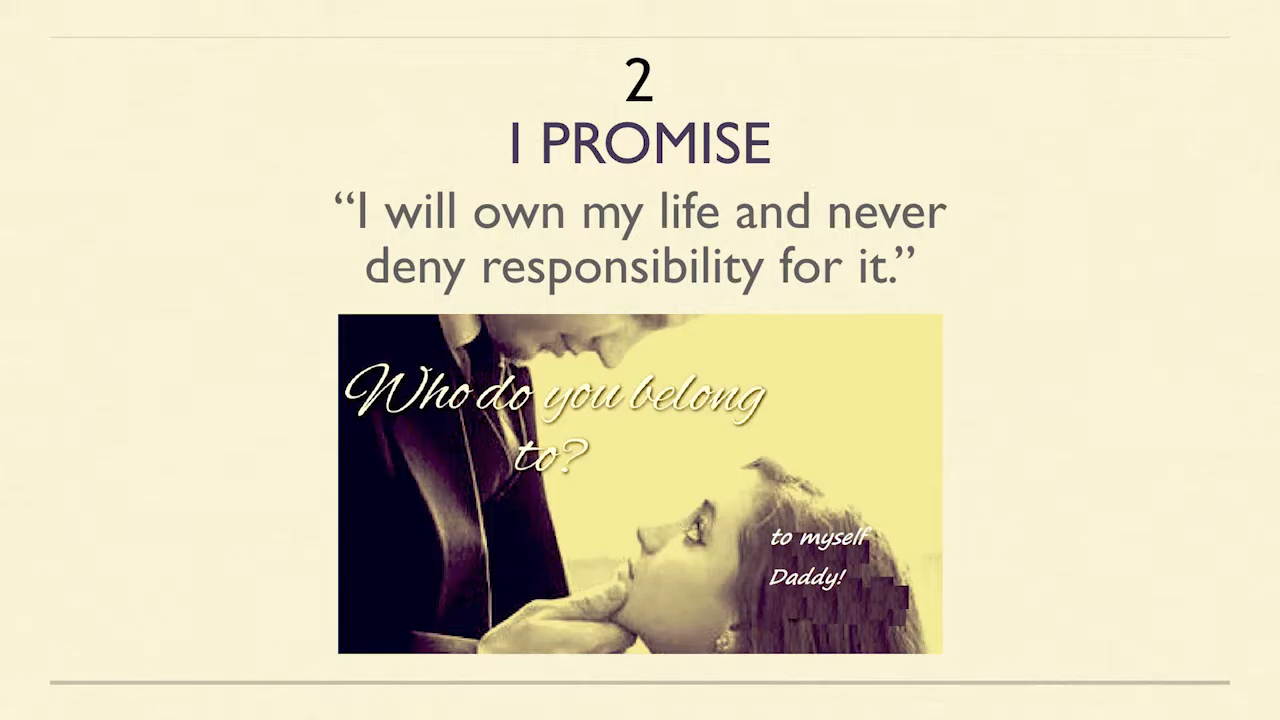 2
I PROMISE
“I will own my life and never
deny responsibility for it.”
Who do you belong
to?
to myself
Daddy!